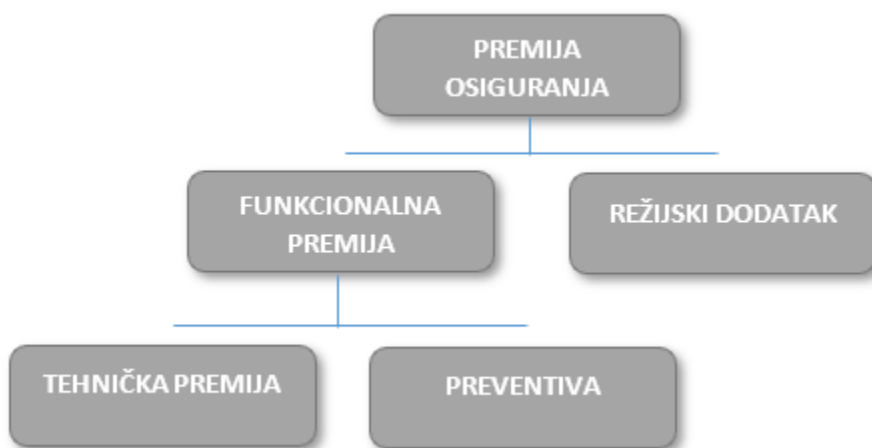 PREMIJA
OSIGURANJA
FUNKCIONALNA
PREMIJA
REŽIJSKI DODATAK
TEHNIČKA PREMIJA
PREVENTIVA